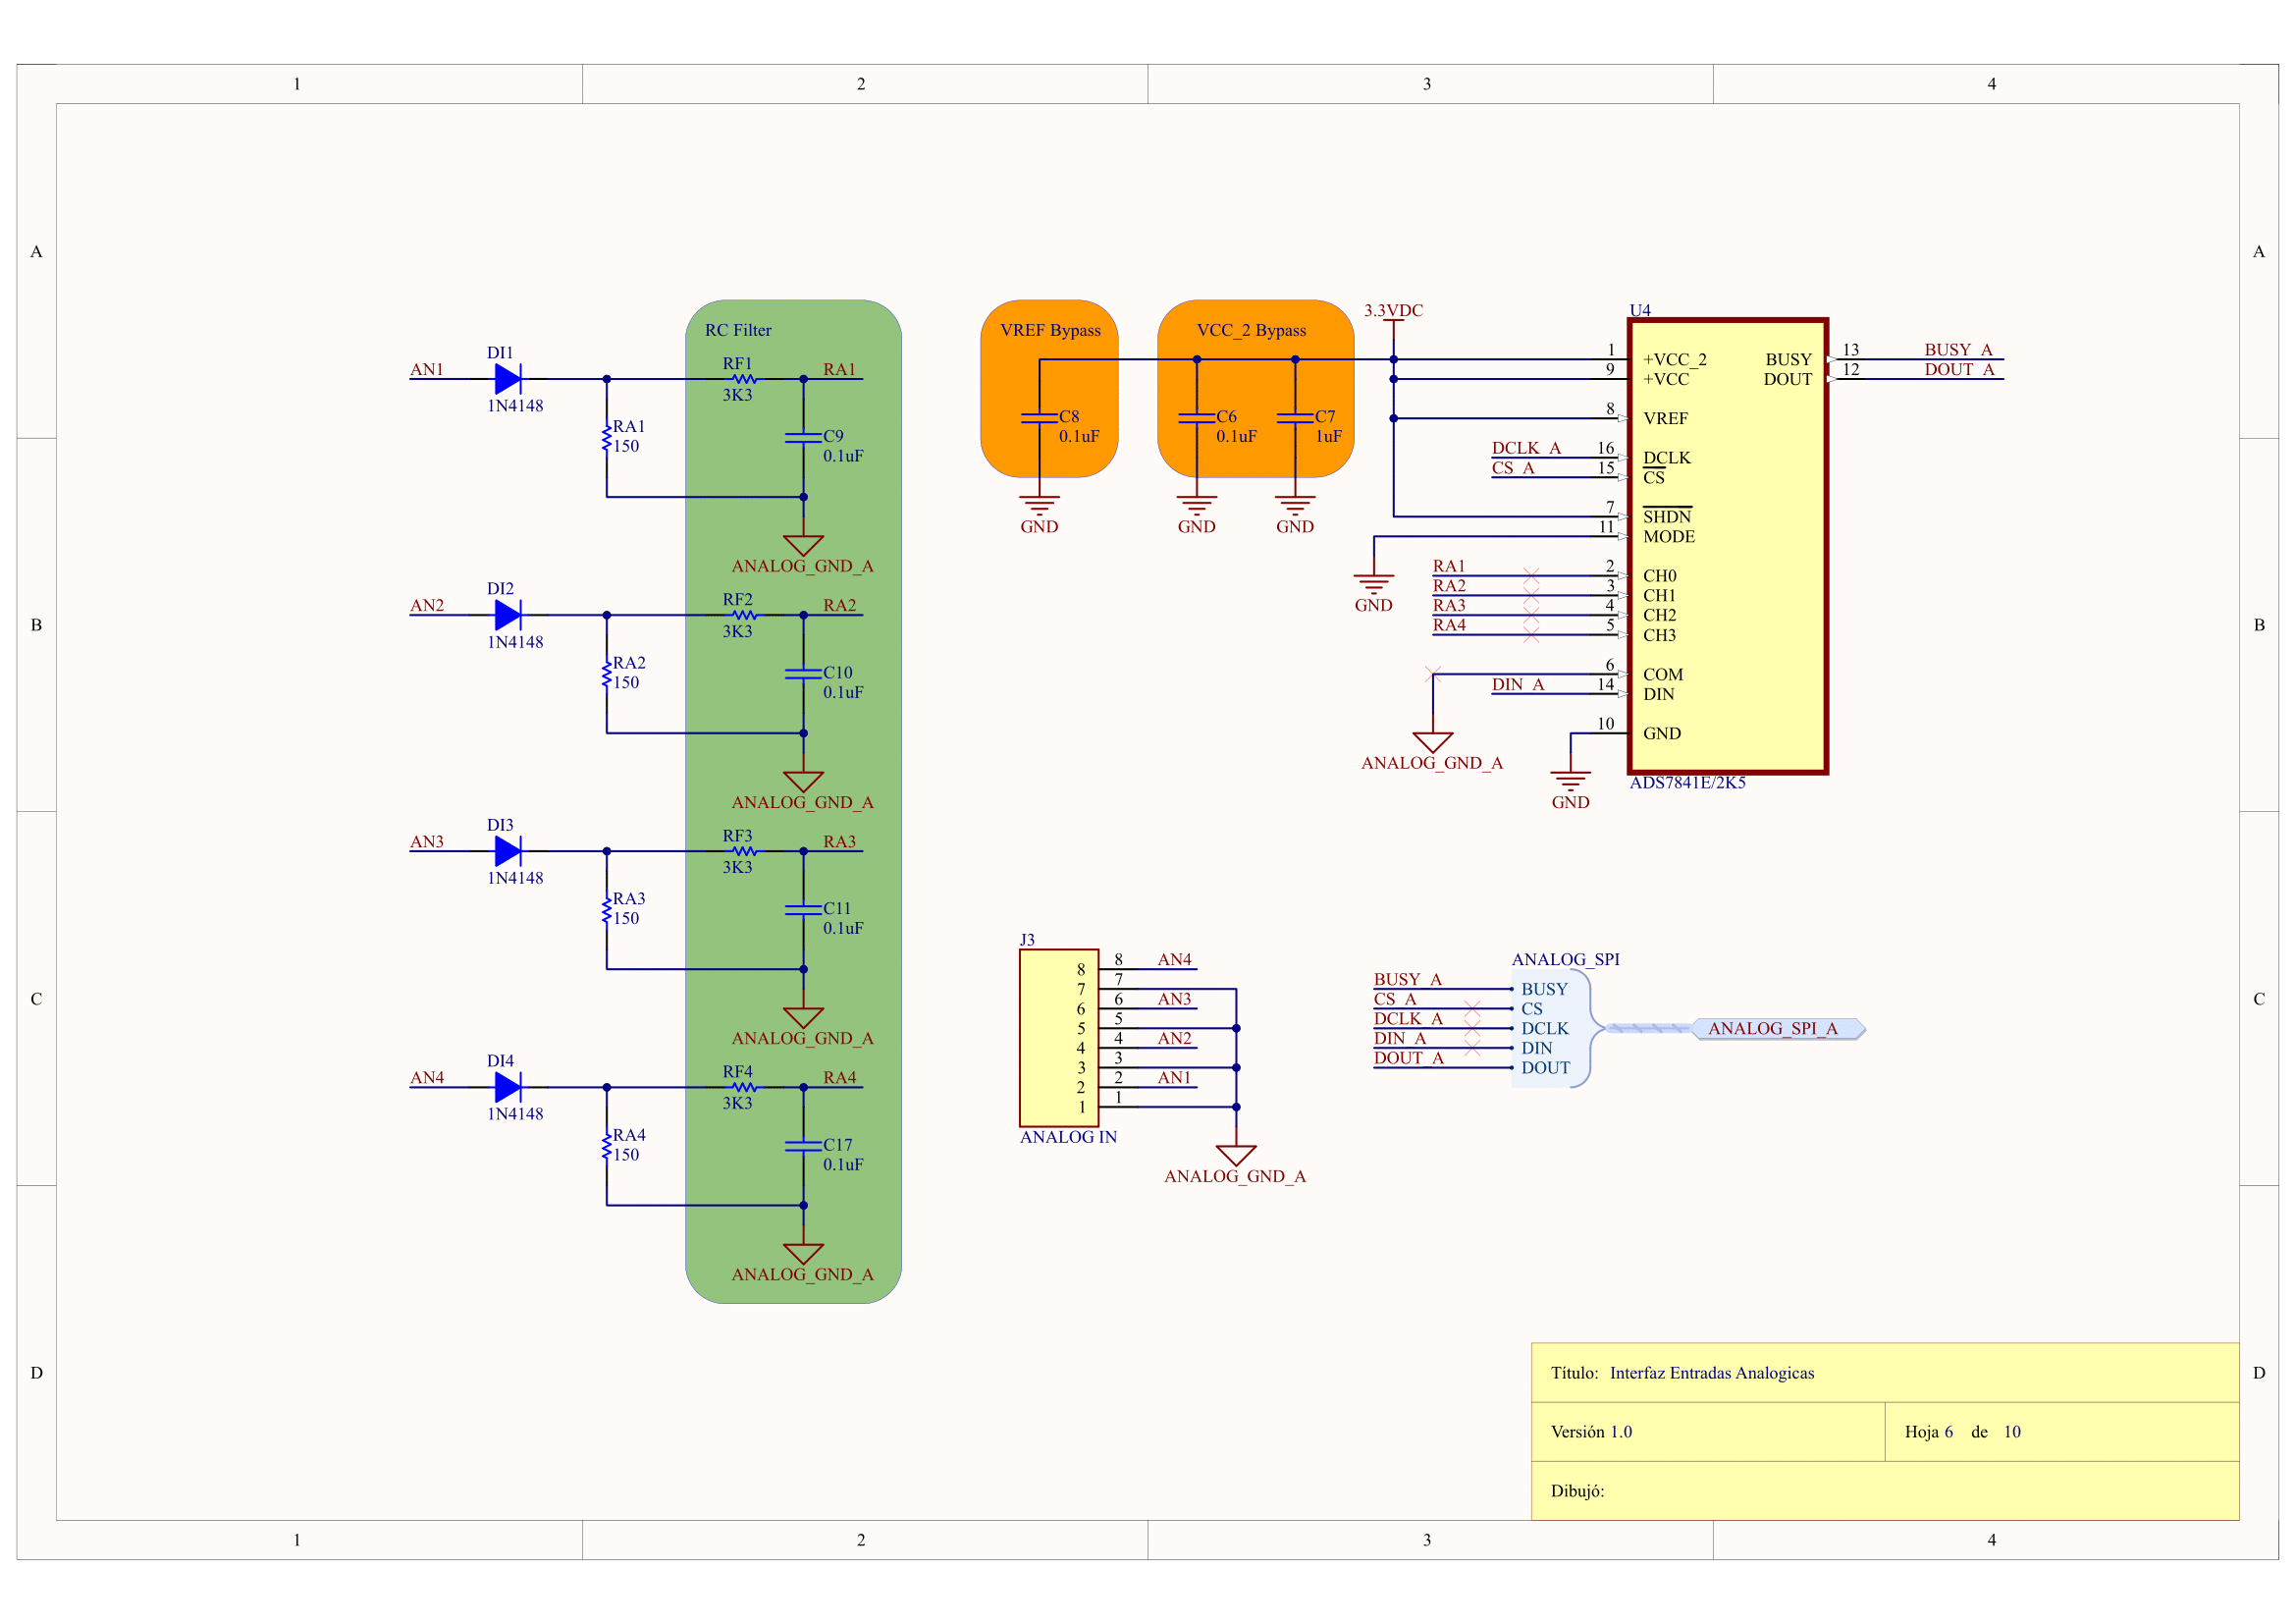 1 2 3 4
A A
B B
C C
D D
1 2 3 4
RC Filter
AN1
DI1
1N4148
RA1
150
RF1
3K3
RA1
C9
0.1uF
ANALOG_GND_A
AN2
DI2
1N4148
RA2
150
RF2
3K3
RA2
C10
0.1uF
ANALOG_GND_A
AN3
DI3
1N4148
RA3
150
RF3
3K3
RA3
C11
0.1uF
ANALOG_GND_A
AN4
DI4
1N4148
RA4
150
RF4
3K3
RA4
C17
0.1uF
ANALOG_GND_A
VREF Bypass
C8
0.1uF
GND
VCC_2 Bypass
C6
0.1uF
GND
C7
1uF
GND
3.3VDC
U4
1 +VCC_2
9 +VCC
8 VREF
DCLK_A 16 DCLK
CS_A 15 CS
7 SHDN
11 MODE
GND
RA1 2 CH0
RA2 3 CH1
RA3 4 CH2
RA4 5 CH3
6 COM
ANALOG_GND_A
DIN_A 14 DIN
10 GND
GND
BUSY 13 BUSY_A
DOUT 12 DOUT_A
ADS7841E/2K5
J3
8 8 AN4
7 7
6 6 AN3
5 5
4 4 AN2
3 3
2 2 AN1
1 1
ANALOG IN
ANALOG_GND_A
ANALOG_SPI
BUSY_A BUSY
CS_A CS
DCLK_A DCLK
DIN_A DIN
DOUT_A DOUT
ANALOG_SPI_A
Título: Interfaz Entradas Analogicas
Versión 1.0
Hoja 6 de 10
Dibujó: